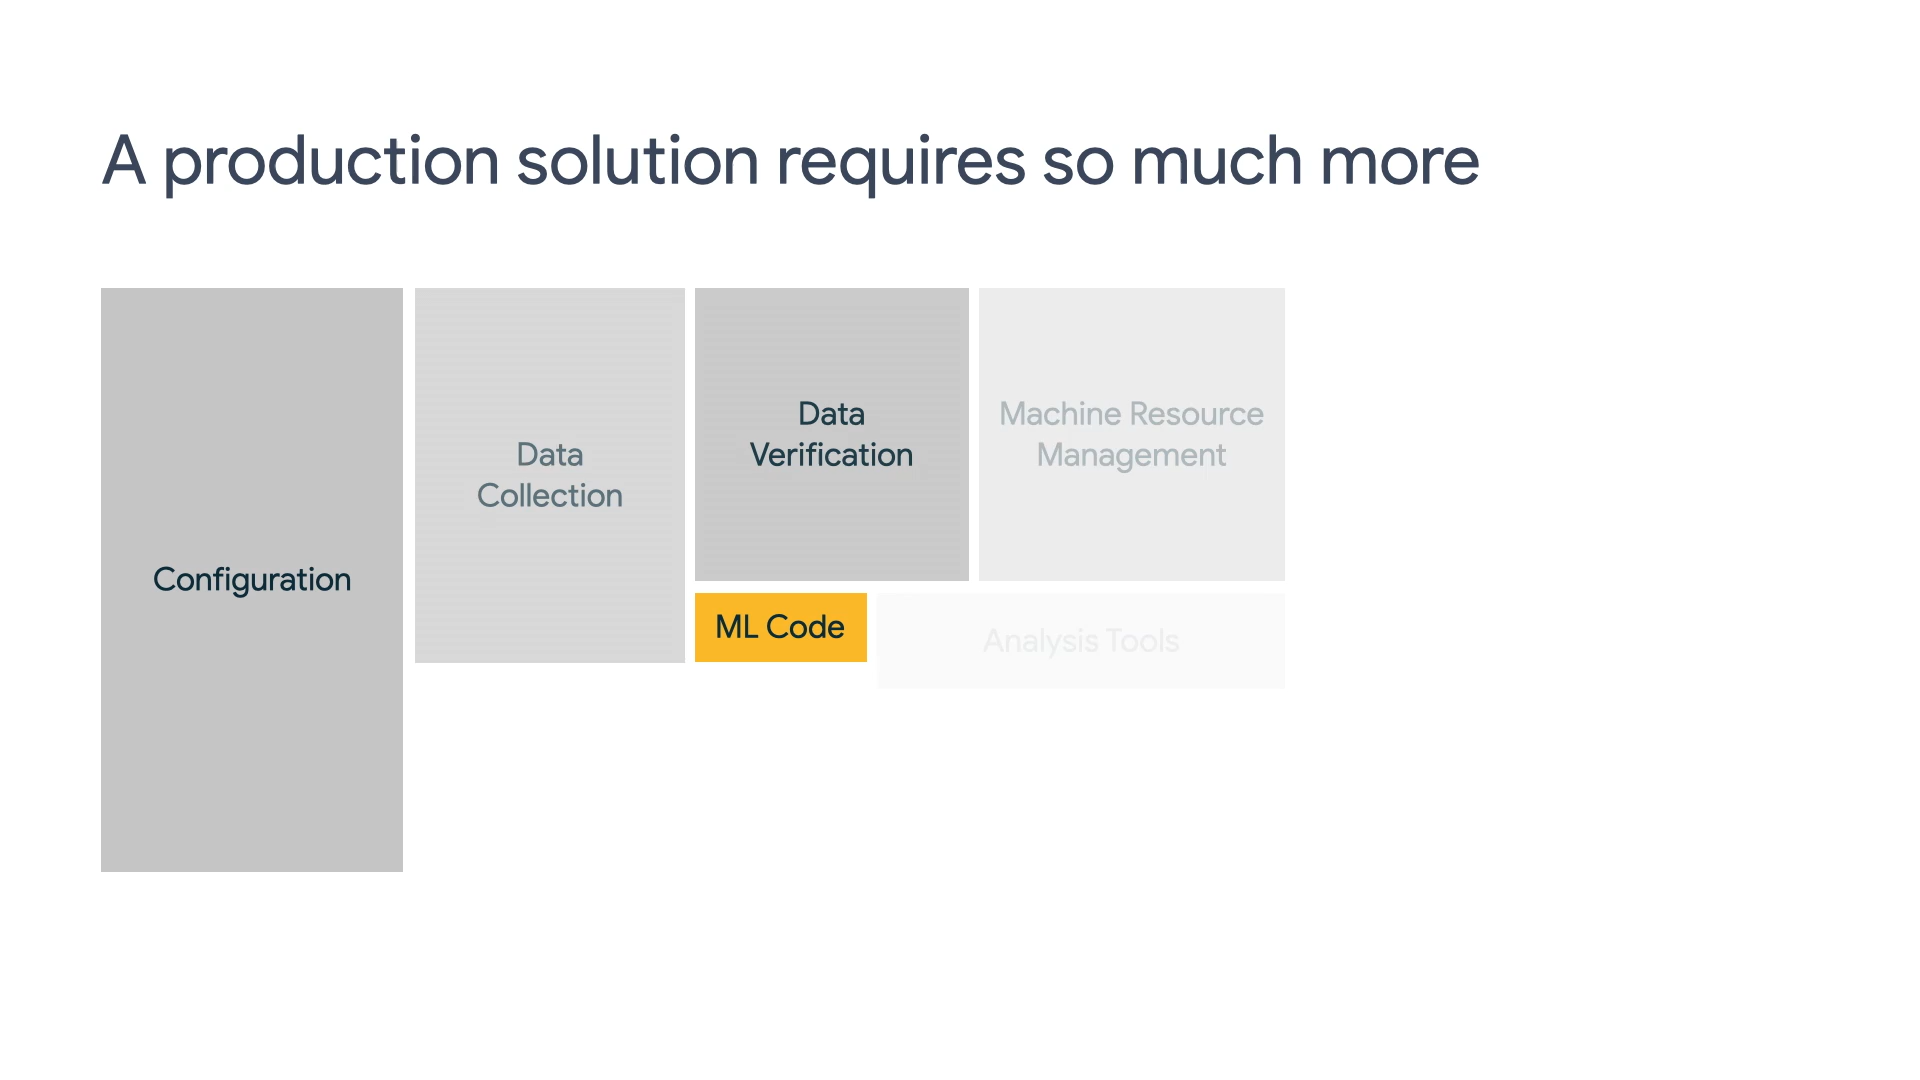 A production solution requires so much more
Configuration
Data
Collection
Data
Verification
Machine Resource
Management
ML Code
Analysis Tools